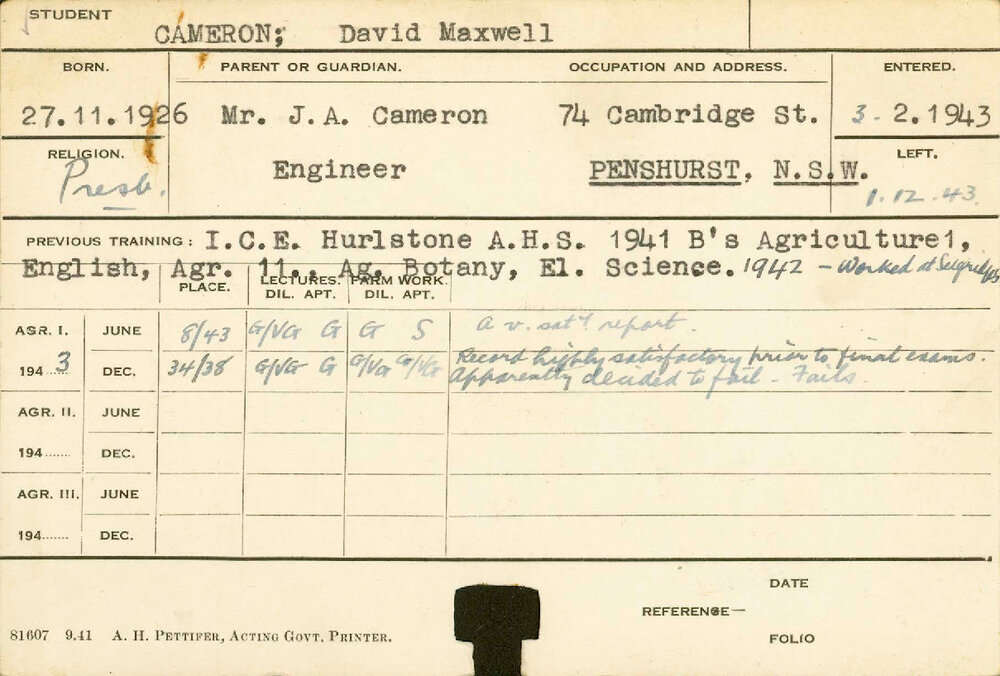 STUDENT
CAMERON; David Maxwell
BORN. PARENT OR GUARDIAN. OCCUPATION AND ADDRESS. ENTERED.
27.11.1926 Mr. J.A. Cameron 74 Cambridge St. 3. 2.1943
RELIGION. LEFT.
Presb. Engineer PENSHURST, N.S.W. 1.12.43.
PREVIOUS TRAINING: I.C.E. Hurlstone A.H.S. 1941 B's Agriculture1,
English, Agr. 11., Ag. Botany, El. Science. 1942 - Worked at
PLACE. LECTURES. FARM WORK.
DIL. APT. DIL. APT.
AGR. I. JUNE 8/43 G/VG G G S A v. saty report.
1943 DEC. 34/38 G/VG G G/VG G/VG Record highly satisfactory prior to final exams.
Apparently decided to fail - Fails.
AGR. II. JUNE
194...... DEC.
AGR. III. JUNE
194...... DEC.
DATE
REFERENCE—
FOLIO
81607 9.41 A. H. PETTIFER, ACTING GOVT. PRINTER.